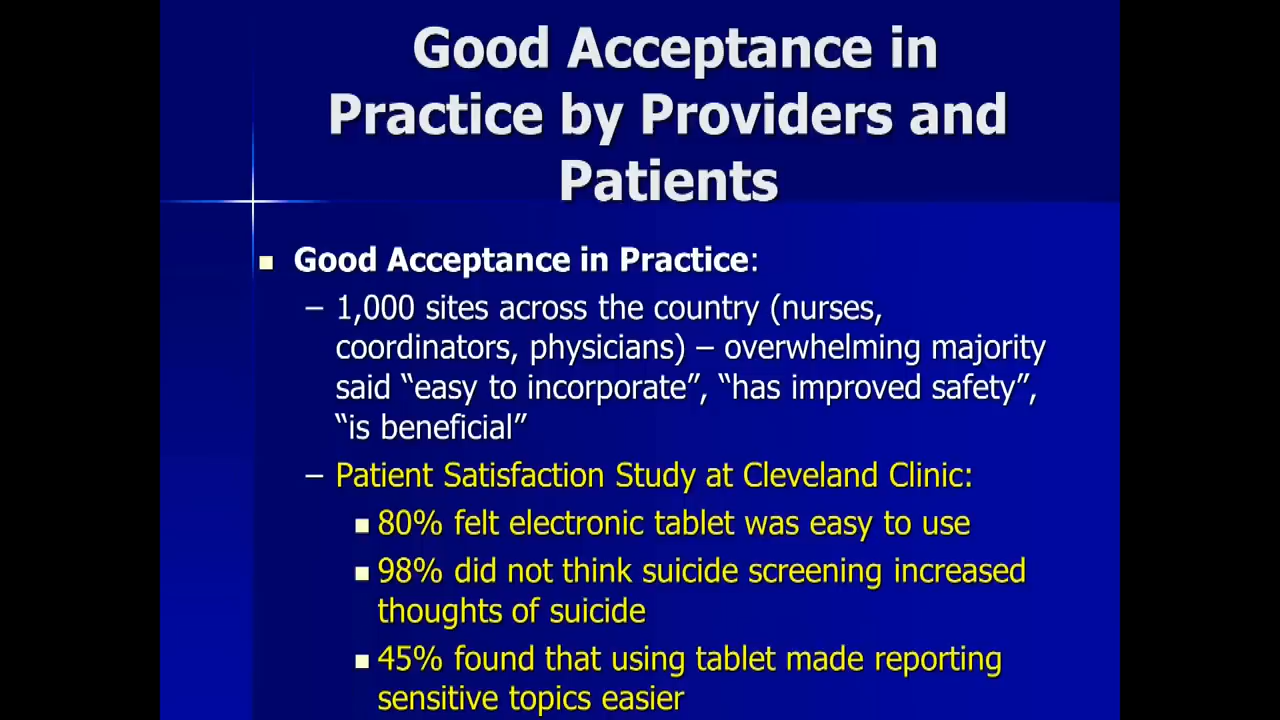 Good Acceptance in
Practice by Providers and
Patients
Good Acceptance in Practice:
– 1,000 sites across the country (nurses,
coordinators, physicians) – overwhelming majority
said “easy to incorporate”, “has improved safety”,
“is beneficial”
– Patient Satisfaction Study at Cleveland Clinic:
80% felt electronic tablet was easy to use
98% did not think suicide screening increased
thoughts of suicide
45% found that using tablet made reporting
sensitive topics easier